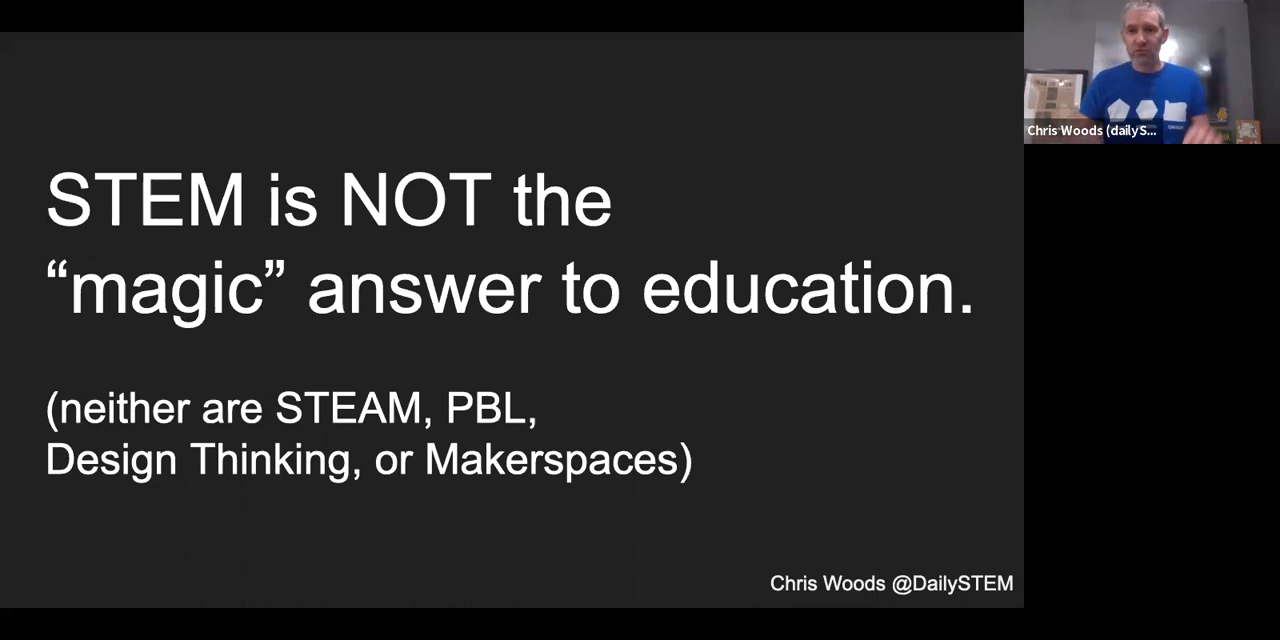 STEM is NOT the
“magic” answer to education.
(neither are STEAM, PBL,
Design Thinking, or Makerspaces)
Chris Woods @DailySTEM
Chris Woods (dailyS...